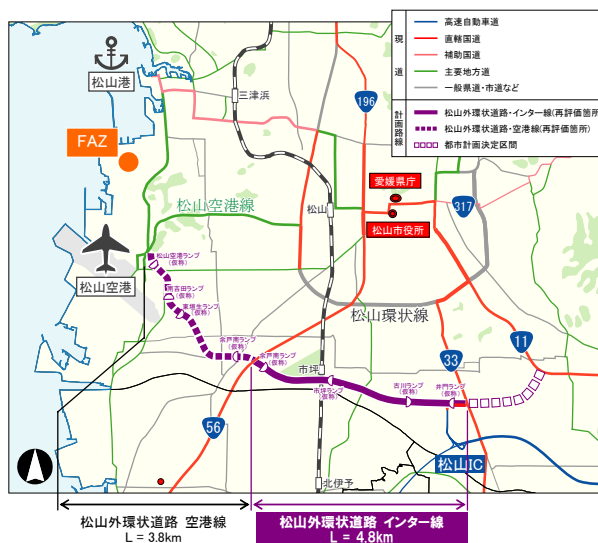 現
道
高速自動車道
直轄国道
補助国道
主要地方道
一般県道・市道など
計画路線
松山外環状道路・インター線(再評価箇所)
松山外環状道路・空港線(再評価箇所)
都市計画決定区間
松山港
三津浜
196
FAZ
愛媛県庁
317
松山空港線
松山
松山市役所
松山空港
松山空港ランプ
(仮称)
南吉田ランプ
(仮称)
東垣生ランプ
(仮称)
松山環状線
余戸南ランプ
(仮称)
余戸南ランプ
(仮称)
市坪
33
11
市坪ランプ
(仮称)
古川ランプ
(仮称)
井門ランプ
(仮称)
56
松山IC
北伊予
松山外環状道路 空港線
L = 3.8km
松山外環状道路 インター線
L = 4.8km